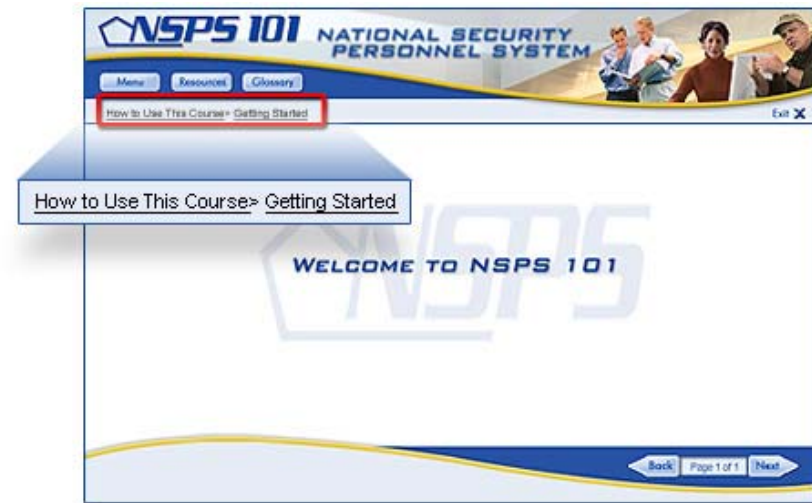 NSPS 101 NATIONAL SECURITY
PERSONNEL SYSTEM
Menu Resources Glossary
How to Use This Course> Getting Started
Exit X
How to Use This Course> Getting Started
NSPS
WELCOME TO NSPS 101
Back Page 1 of 1 Next